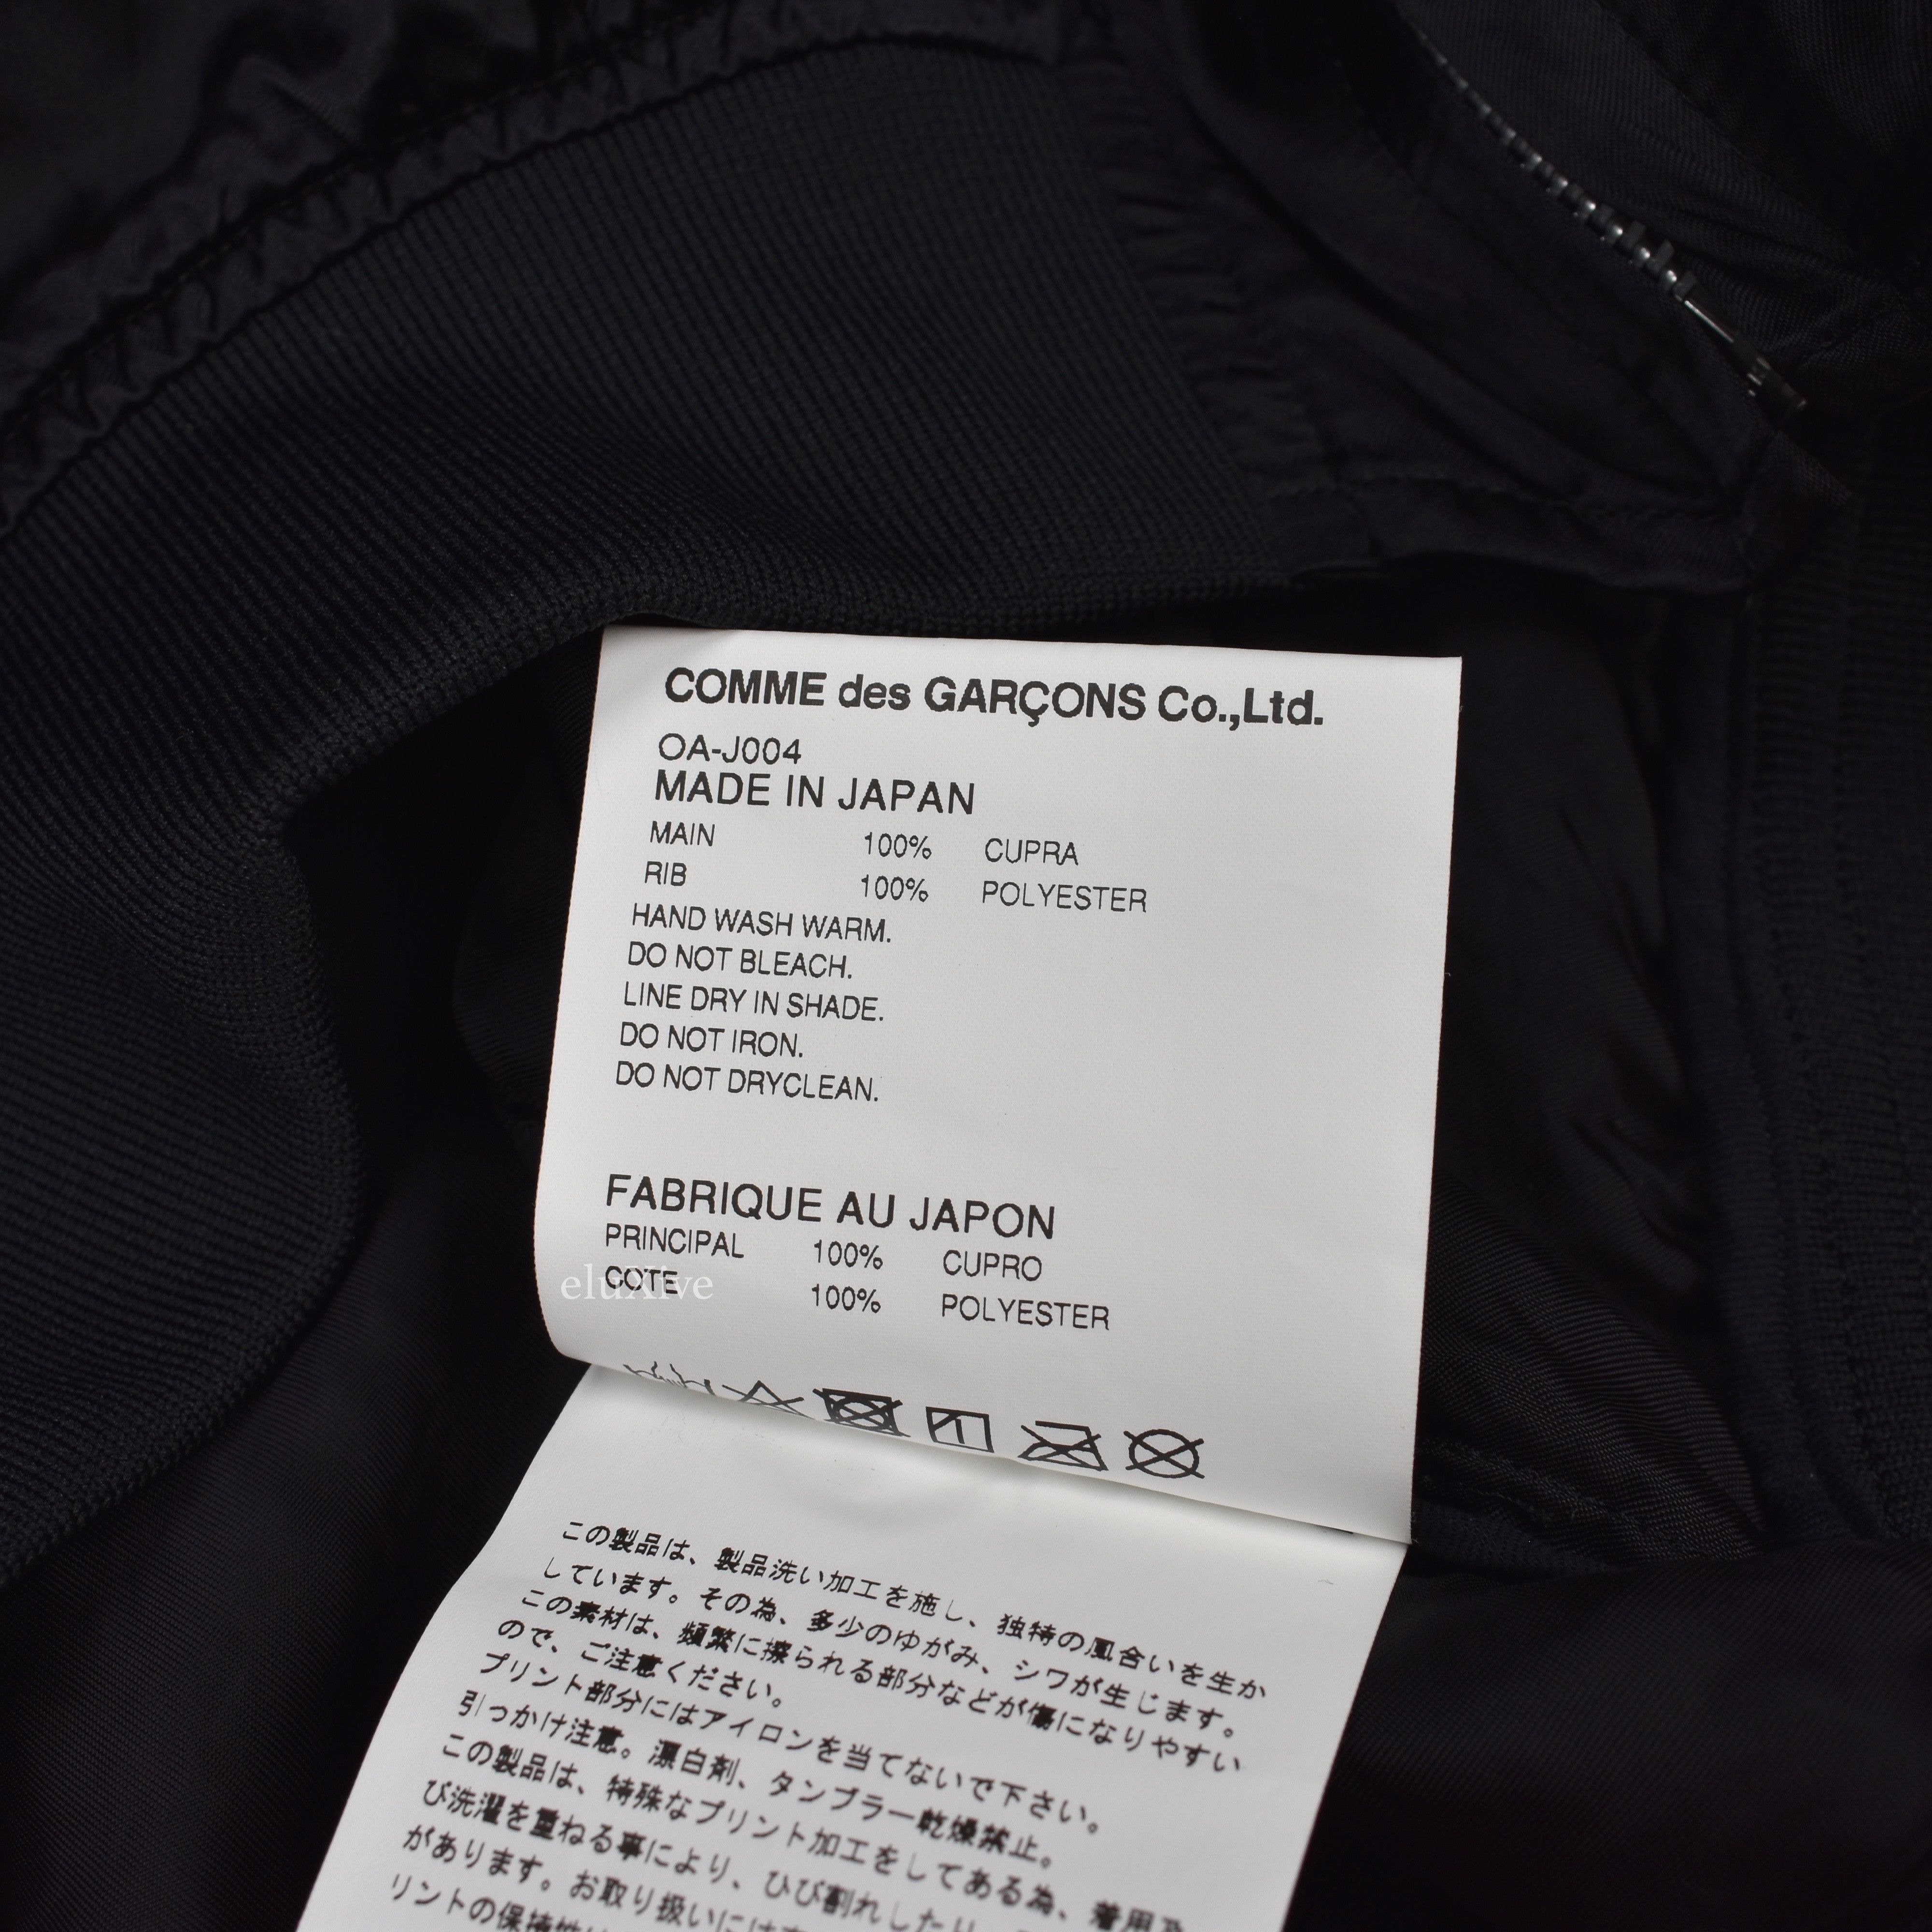 COMME des GARÇONS Co.,Ltd.
OA-J004
MADE IN JAPAN
MAIN 100% CUPRA
RIB 100% POLYESTER
HAND WASH WARM.
DO NOT BLEACH.
LINE DRY IN SHADE.
DO NOT IRON.
DO NOT DRYCLEAN.
FABRIQUE AU JAPON
PRINCIPAL 100% CUPRO
COTE 100% POLYESTER
eluXive
この製品は、製品洗い加工を施し、独特の風合いを生か
しています。その為、多少のゆがみ、シワが生じます。
この素材は、頻繁に擦られる部分などが傷になりやすい
ので、ご注意ください。
プリント部分にはアイロンを当てないで下さい。
引っかけ注意。漂白剤、タンブラー乾燥禁止。
この製品は、特殊なプリント加工をしてある為、着用及
び洗濯を重ねる事により、ひび割れしたり、
があります。お取り扱いには
リントの保持性は